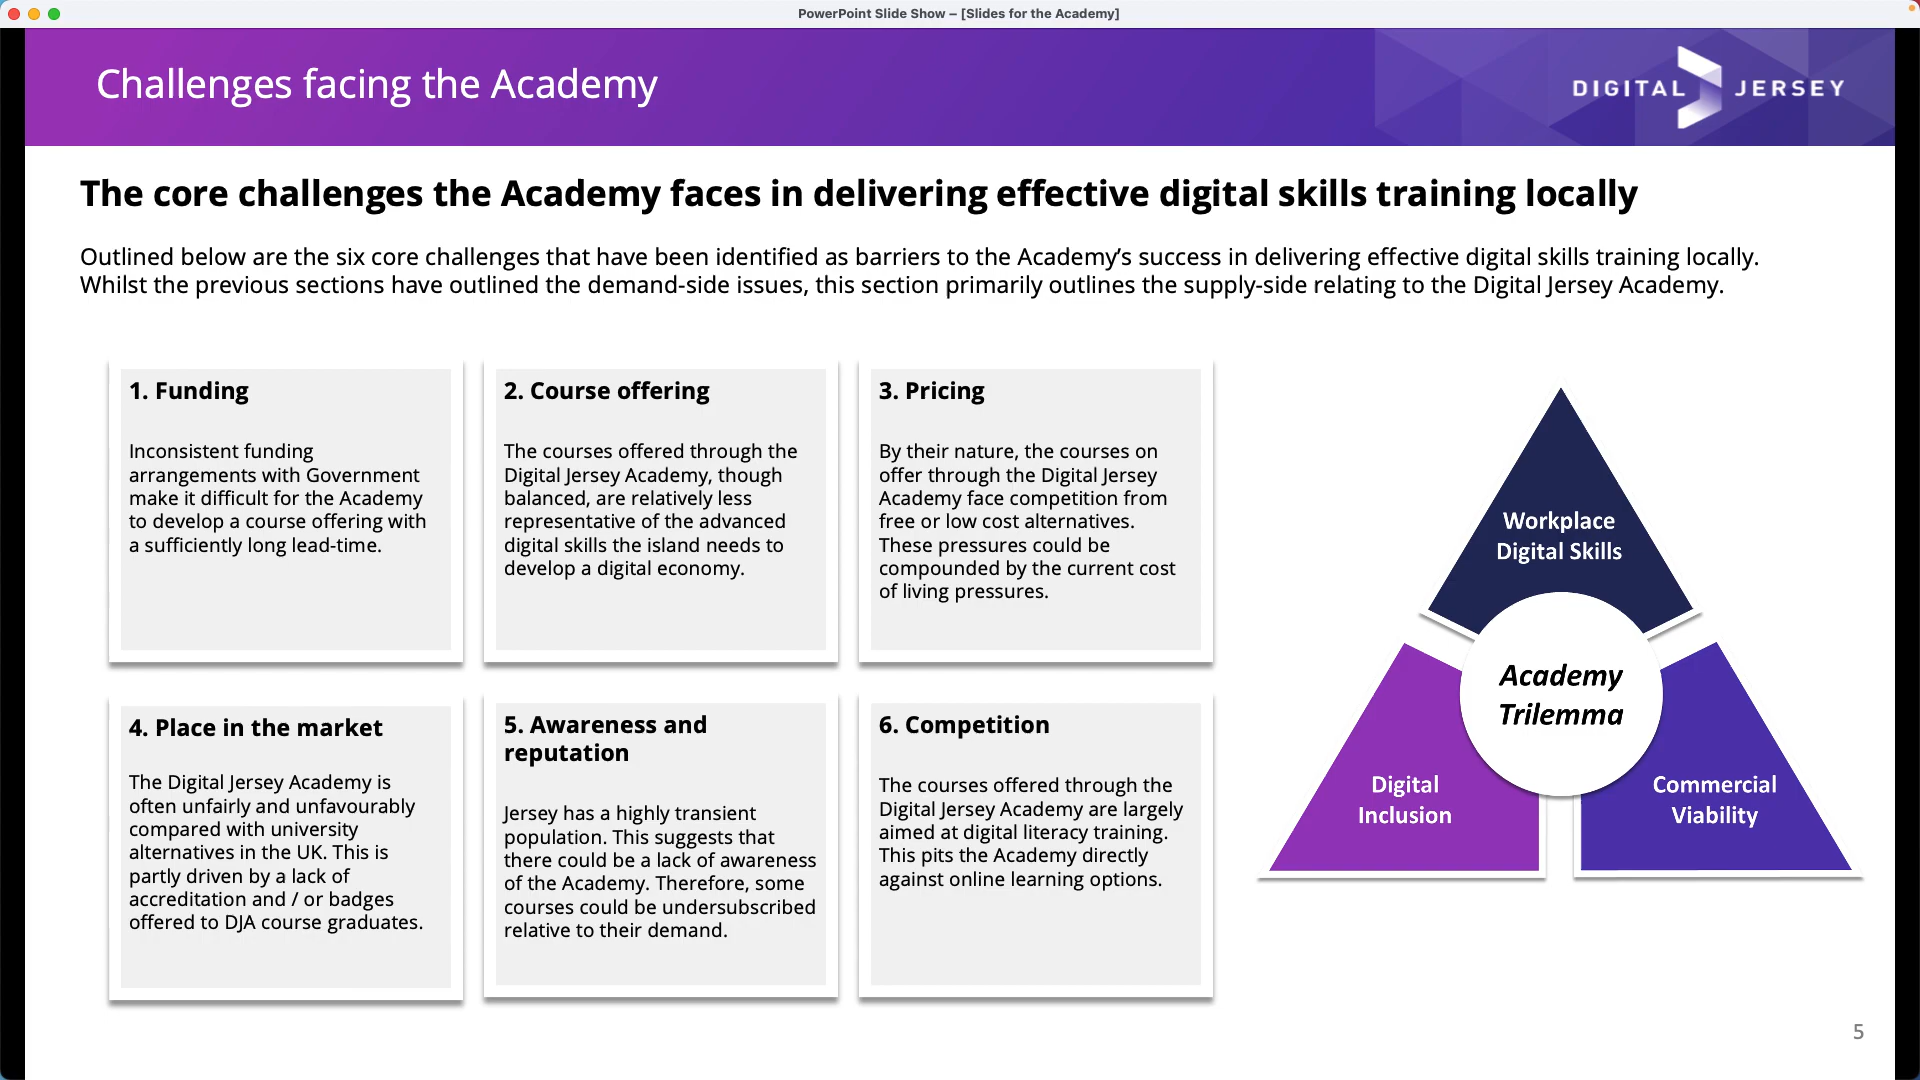 PowerPoint Slide Show – [Slides for the Academy]
Challenges facing the Academy
DIGITAL JERSEY
The core challenges the Academy faces in delivering effective digital skills training locally
Outlined below are the six core challenges that have been identified as barriers to the Academy’s success in delivering effective digital skills training locally.
Whilst the previous sections have outlined the demand-side issues, this section primarily outlines the supply-side relating to the Digital Jersey Academy.
1. Funding
Inconsistent funding
arrangements with Government
make it difficult for the Academy
to develop a course offering with
a sufficiently long lead-time.
2. Course offering
The courses offered through the
Digital Jersey Academy, though
balanced, are relatively less
representative of the advanced
digital skills the island needs to
develop a digital economy.
3. Pricing
By their nature, the courses on
offer through the Digital Jersey
Academy face competition from
free or low cost alternatives.
These pressures could be
compounded by the current cost
of living pressures.
4. Place in the market
The Digital Jersey Academy is
often unfairly and unfavourably
compared with university
alternatives in the UK. This is
partly driven by a lack of
accreditation and / or badges
offered to DJA course graduates.
5. Awareness and
reputation
Jersey has a highly transient
population. This suggests that
there could be a lack of awareness
of the Academy. Therefore, some
courses could be undersubscribed
relative to their demand.
6. Competition
The courses offered through the
Digital Jersey Academy are largely
aimed at digital literacy training.
This pits the Academy directly
against online learning options.
Workplace
Digital Skills
Academy
Trilemma
Digital
Inclusion
Commercial
Viability
5